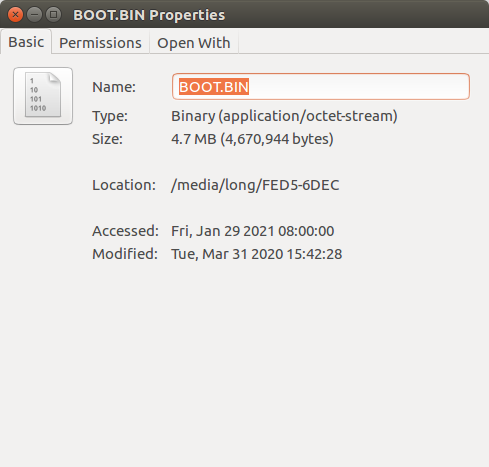 BOOT.BIN Properties
Basic Permissions Open With
1
10
101
1010
Name: BOOT.BIN
Type: Binary (application/octet-stream)
Size: 4.7 MB (4,670,944 bytes)
Location: /media/long/FED5-6DEC
Accessed: Fri, Jan 29 2021 08:00:00
Modified: Tue, Mar 31 2020 15:42:28